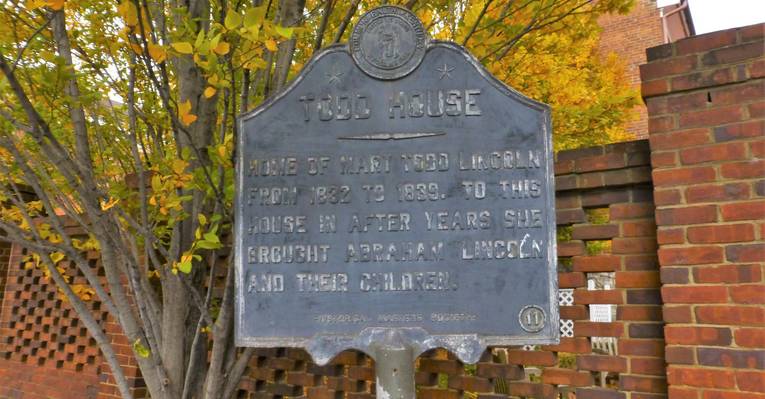 TODD HOUSE
HOME OF MARY TODD LINCOLN
FROM 1832 TO 1839. TO THIS
HOUSE IN AFTER YEARS SHE
BROUGHT ABRAHAM LINCOLN
AND THEIR CHILDREN.
11